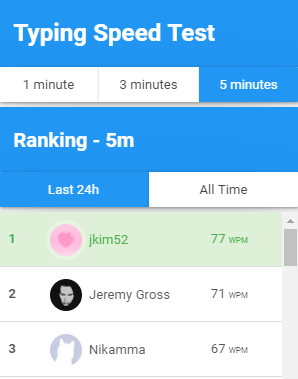 Typing Speed Test
1 minute 3 minutes 5 minutes
Ranking - 5m
Last 24h All Time
1 jkim52 77 WPM
2 Jeremy Gross 71 WPM
3 Nikamma 67 WPM